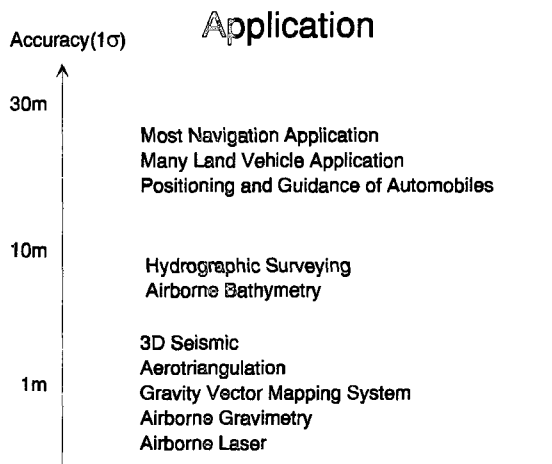 Application
Accuracy(1σ)
30m
Most Navigation Application
Many Land Vehicle Application
Positioning and Guidance of Automobiles
10m
Hydrographic Surveying
Airborne Bathymetry
3D Seismic
Aerotriangulation
1m
Gravity Vector Mapping System
Airborne Gravimetry
Airborne Laser